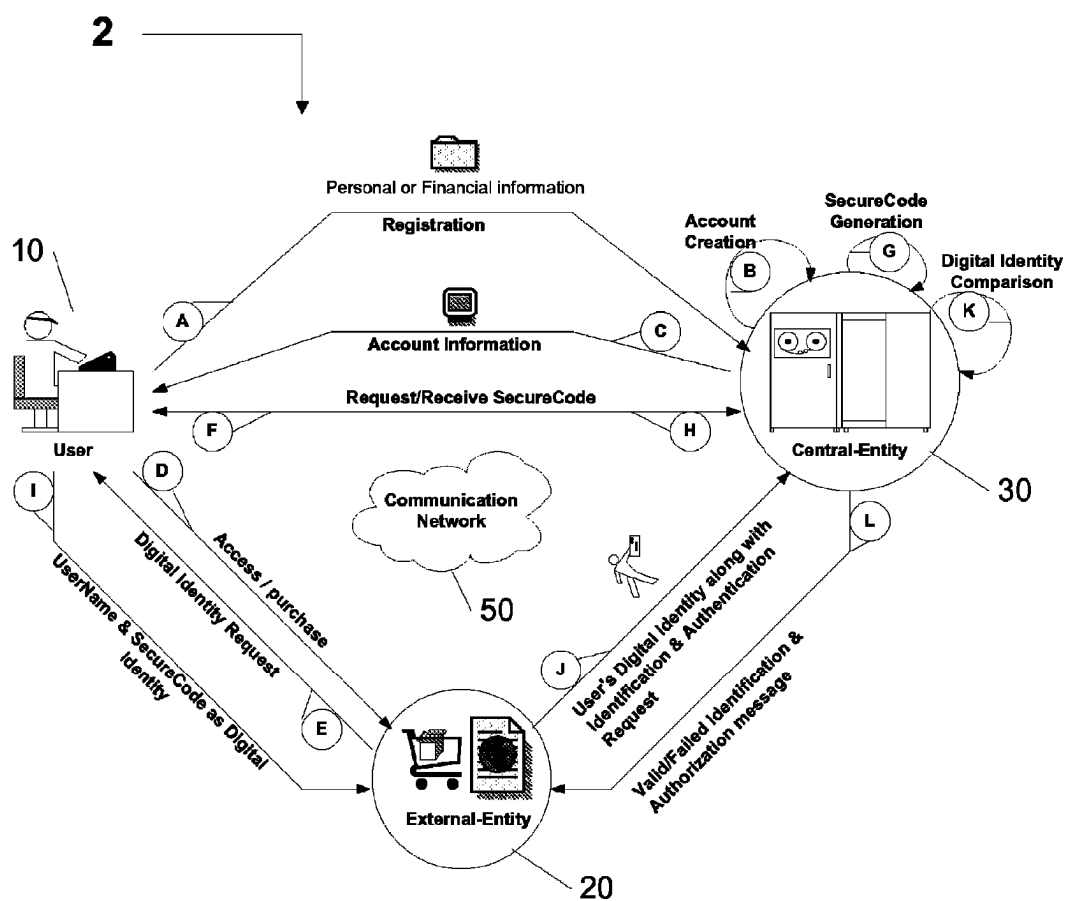 2
Personal or Financial information
Registration
SecureCode
Generation
Account
Creation
B
G
Digital Identity
Comparison
K
10
A
C
Account Information
Request/Receive SecureCode
F
H
User
Central-Entity
30
I
D
L
Communication
Network
50
Access / purchase
Digital Identity Request
UserName & SecureCode as Digital
Identity
E
J
User's Digital Identity along with
Identification & Authentication
Request
Valid/Failed Identification &
Authorization message
External-Entity
20